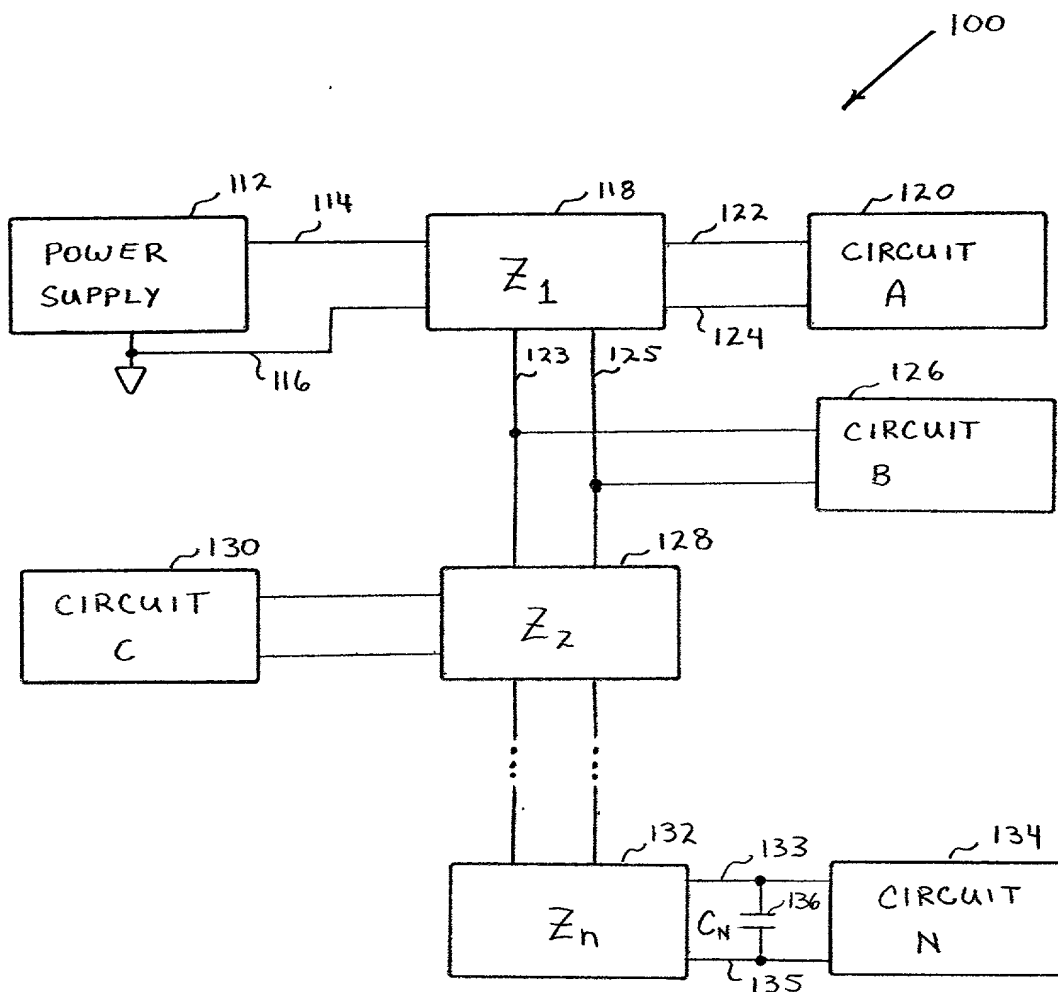 100
112
114
118
122
120
POWER
SUPPLY
Z1
CIRCUIT
A
116
123
125
124
126
CIRCUIT
B
130
128
CIRCUIT
C
Z2
132
133
134
Zn
CN
136
CIRCUIT
N
135